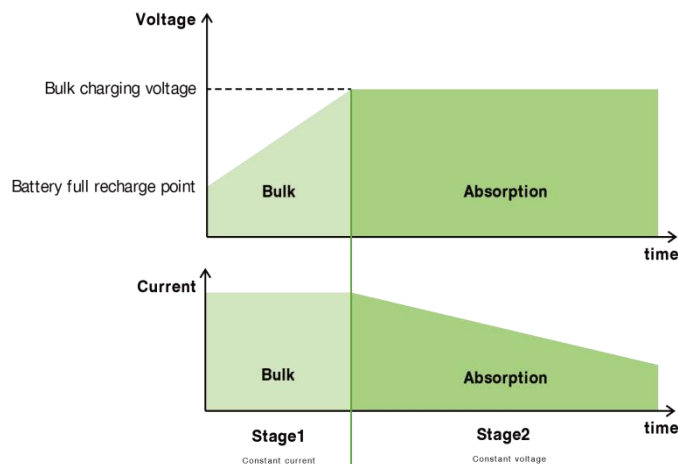 Voltage
Bulk charging voltage
Battery full recharge point
Bulk
Absorption
time
Current
Bulk
Absorption
time
Stage1
Stage2
Constant current
Constant voltage